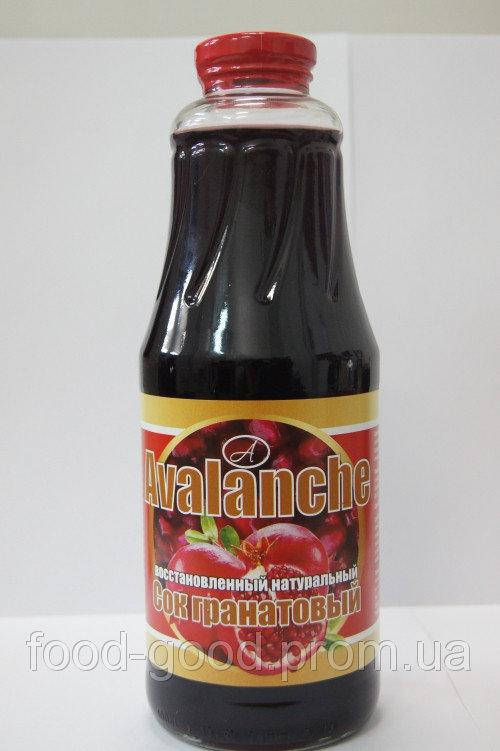 A
Avalanche
восстановленный натуральный
Сок гранатовый
food-good.prom.ua